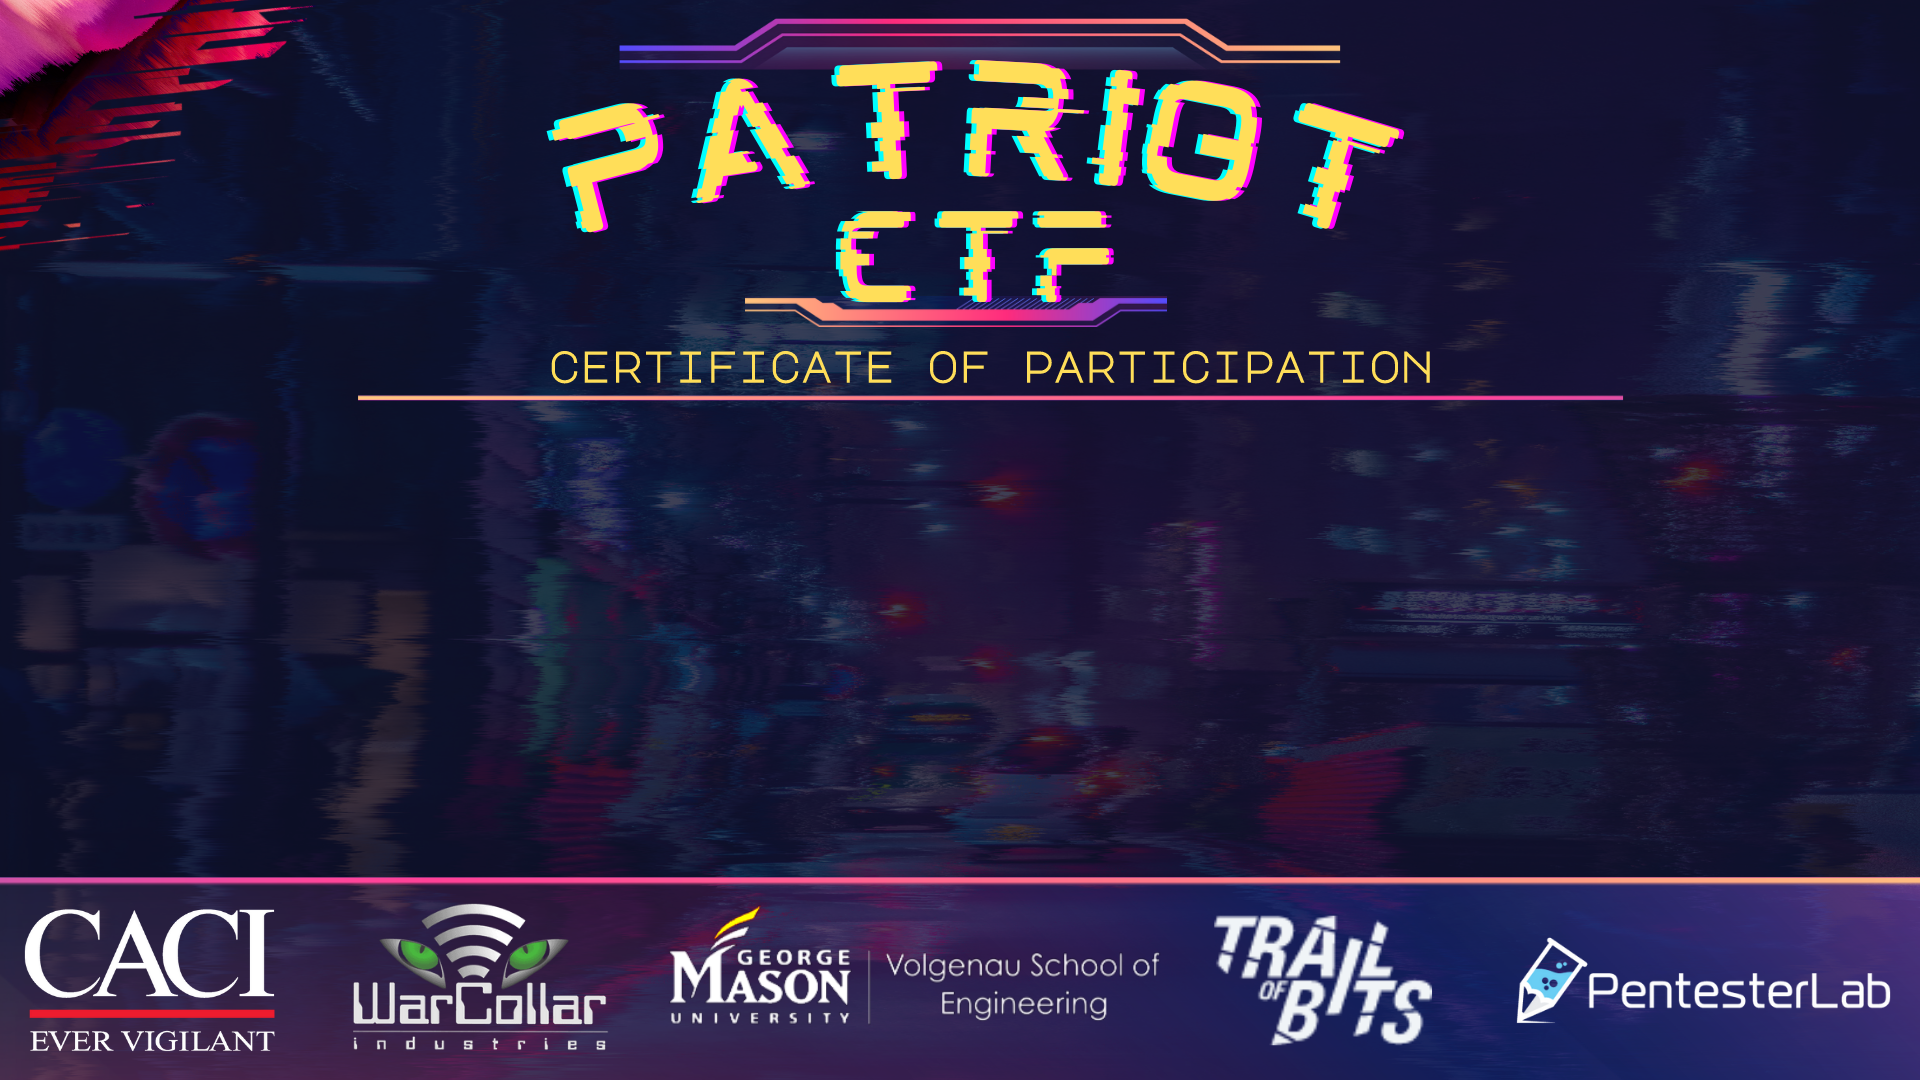 PATRIOT
CTF
CERTIFICATE OF PARTICIPATION
CACI
EVER VIGILANT
WarCollar
industries
GEORGE
MASON
UNIVERSITY
Volgenau School of
Engineering
TRAIL
OF BITS
PentesterLab